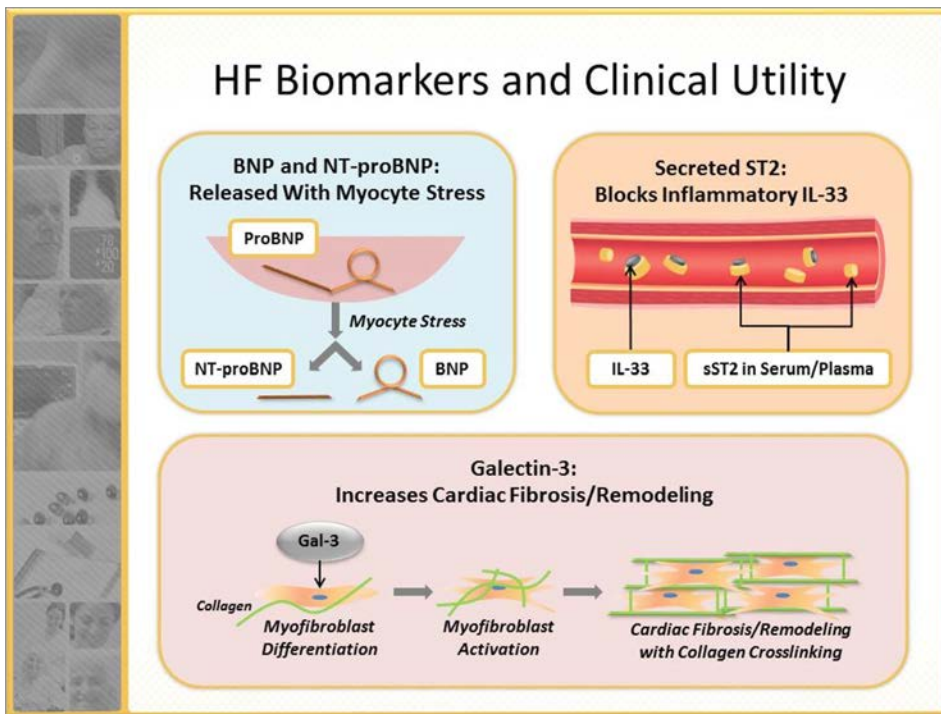 HF Biomarkers and Clinical Utility
BNP and NT-proBNP:
Released With Myocyte Stress
ProBNP
Myocyte Stress
NT-proBNP
BNP
Secreted ST2:
Blocks Inflammatory IL-33
IL-33
sST2 in Serum/Plasma
Galectin-3:
Increases Cardiac Fibrosis/Remodeling
Gal-3
Collagen
Myofibroblast
Differentiation
Myofibroblast
Activation
Cardiac Fibrosis/Remodeling
with Collagen Crosslinking